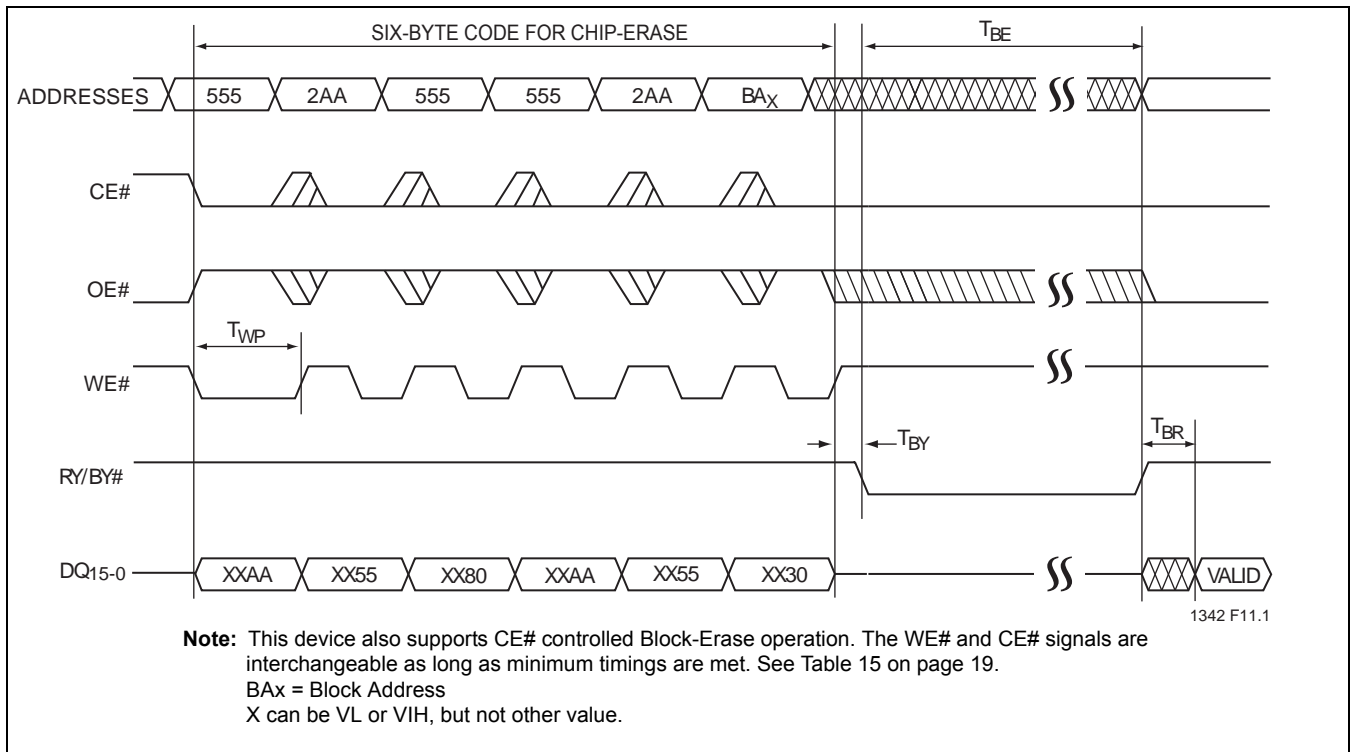 SIX-BYTE CODE FOR CHIP-ERASE
TBE
ADDRESSES 555 2AA 555 555 2AA BAX
CE#
OE#
TWP
WE#
TBY
TBR
RY/BY#
DQ15-0 XXAA XX55 XX80 XXAA XX55 XX30 VALID
1342 F11.1
Note: This device also supports CE# controlled Block-Erase operation. The WE# and CE# signals are
interchangeable as long as minimum timings are met. See Table 15 on page 19.
BAx = Block Address
X can be VL or VIH, but not other value.